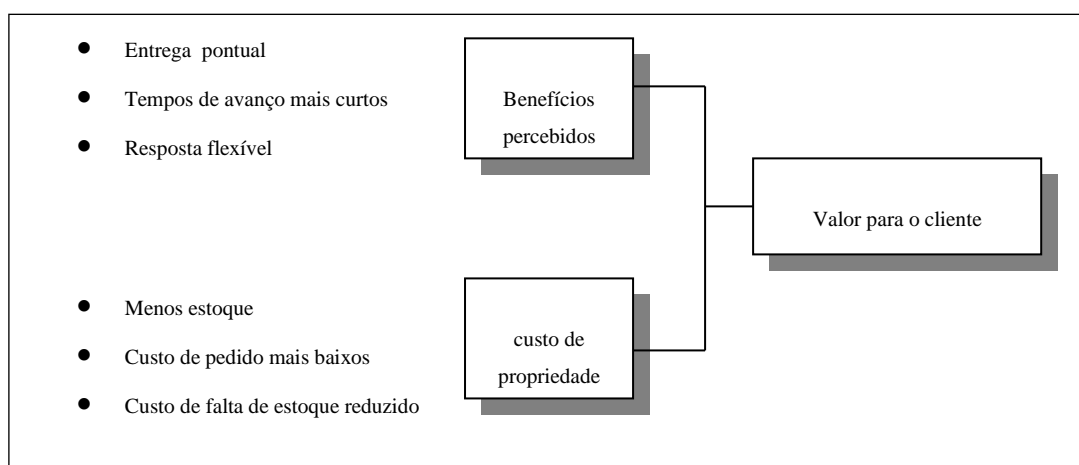 Entrega pontual
Tempos de avanço mais curtos
Resposta flexível
Benefícios
percebidos
Valor para o cliente
Menos estoque
Custo de pedido mais baixos
Custo de falta de estoque reduzido
custo de
propriedade